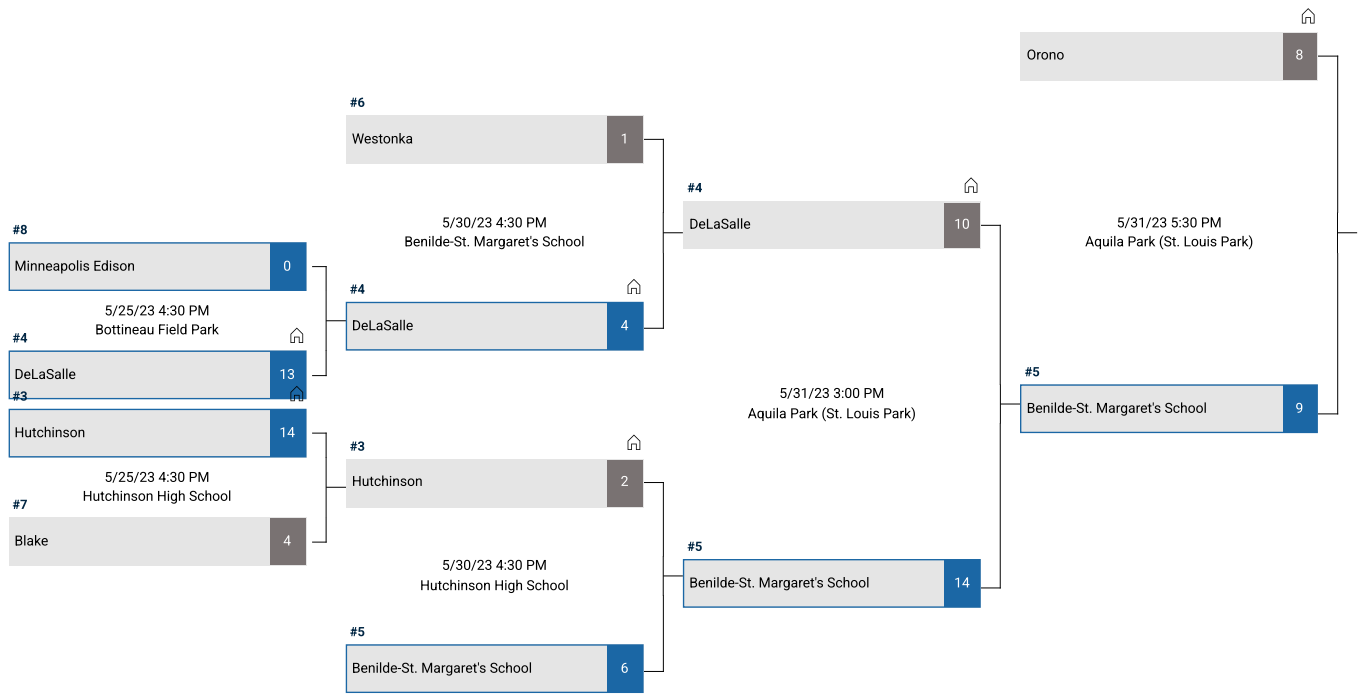 #8
Minneapolis Edison 0
5/25/23 4:30 PM
Bottineau Field Park
#4
DeLaSalle 13
#3
Hutchinson 14
5/25/23 4:30 PM
Hutchinson High School
#7
Blake 4
#6
Westonka 1
5/30/23 4:30 PM
Benilde-St. Margaret's School
#4
DeLaSalle 4
#3
Hutchinson 2
5/30/23 4:30 PM
Hutchinson High School
#5
Benilde-St. Margaret's School 6
#4
DeLaSalle 10
5/31/23 3:00 PM
Aquila Park (St. Louis Park)
#5
Benilde-St. Margaret's School 14
Orono 8
5/31/23 5:30 PM
Aquila Park (St. Louis Park)
#5
Benilde-St. Margaret's School 9